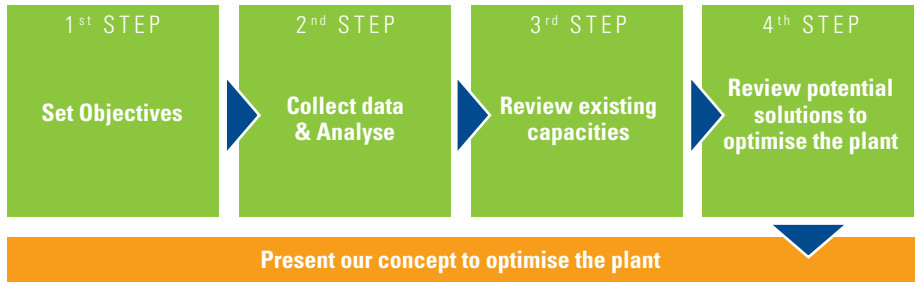 1st STEP
Set Objectives
2nd STEP
Collect data
& Analyse
3rd STEP
Review existing
capacities
4th STEP
Review potential
solutions to
optimise the plant
Present our concept to optimise the plant